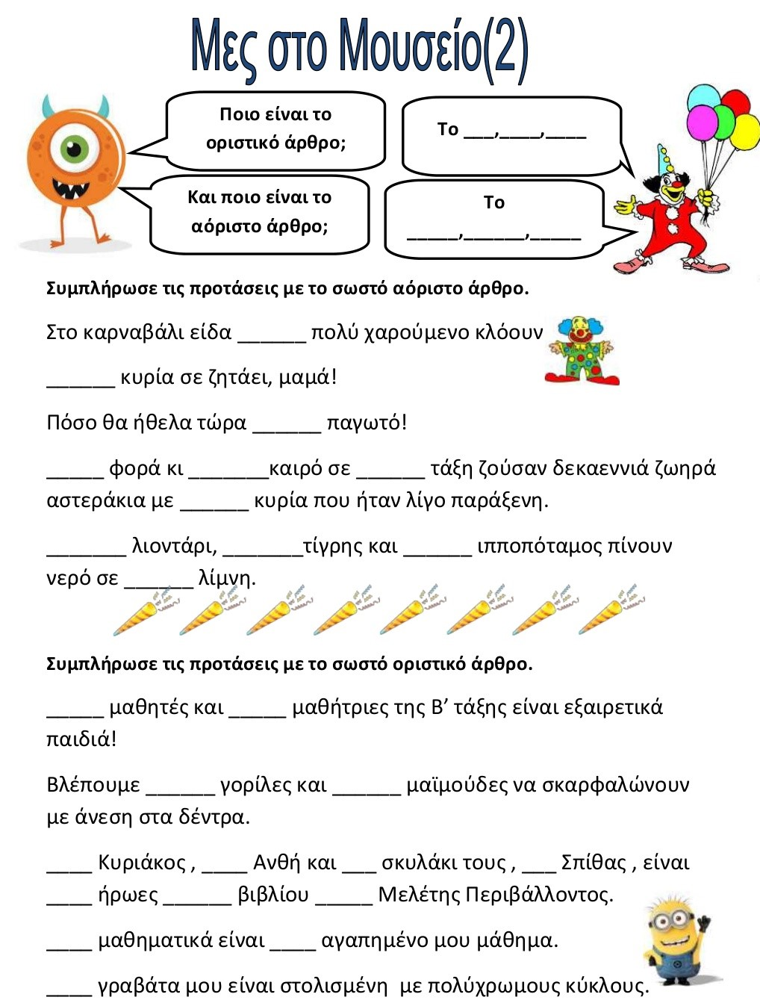 Μες στο Μουσείο(2)
Ποιο είναι το
οριστικό άρθρο;
Το ___,____,____
Και ποιο είναι το
αόριστο άρθρο;
Το
_____,______,_____
Συμπλήρωσε τις προτάσεις με το σωστό αόριστο άρθρο.
Στο καρναβάλι είδα ______ πολύ χαρούμενο κλόουν
______ κυρία σε ζητάει, μαμά!
Πόσο θα ήθελα τώρα ______ παγωτό!
_____ φορά κι _______καιρό σε ______ τάξη ζούσαν δεκαεννιά ζωηρά
αστεράκια με ______ κυρία που ήταν λίγο παράξενη.
_______ λιοντάρι, _______τίγρης και ______ ιπποπόταμος πίνουν
νερό σε ______ λίμνη.
Συμπλήρωσε τις προτάσεις με το σωστό οριστικό άρθρο.
_____ μαθητές και _____ μαθήτριες της Β’ τάξης είναι εξαιρετικά
παιδιά!
Βλέπουμε ______ γορίλες και ______ μαϊμούδες να σκαρφαλώνουν
με άνεση στα δέντρα.
____ Κυριάκος , ____ Ανθή και ___ σκυλάκι τους , ___ Σπίθας , είναι
____ ήρωες ______ βιβλίου _____ Μελέτης Περιβάλλοντος.
____ μαθηματικά είναι ____ αγαπημένο μου μάθημα.
____ γραβάτα μου είναι στολισμένη  με πολύχρωμους κύκλους.